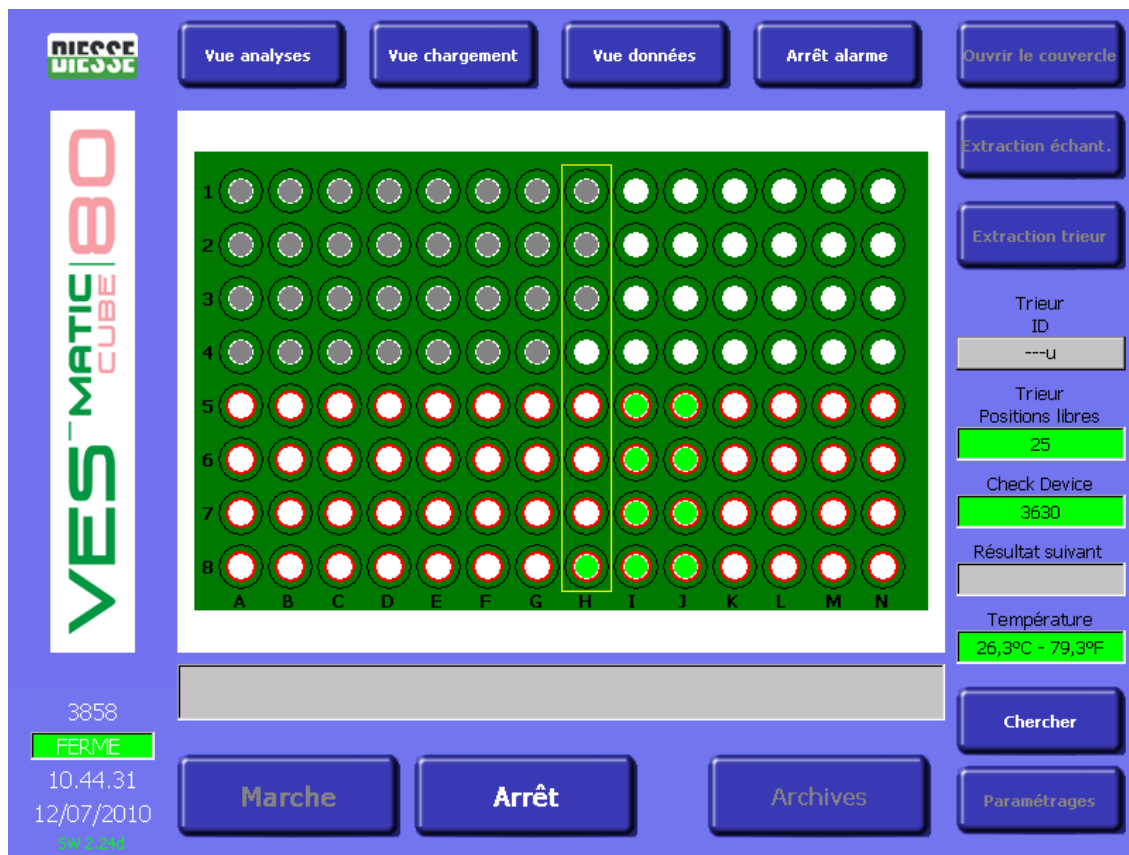 DIESSE
Vue analyses
Vue chargement
Vue données
Arrêt alarme
Ouvrir le couvercle
VES-MATIC
CUBE|80
Extraction échant.
Extraction trieur
1
2
3
4
5
6
7
8
A B C D E F G H I J K L M N
Trieur
ID
---u
Trieur
Positions libres
25
Check Device
3630
Résultat suivant
Température
26,3ºC - 79,3ºF
3858
FERME
10.44.31
12/07/2010
SW 2.29d
Marche
Arrêt
Archives
Chercher
Paramétrages